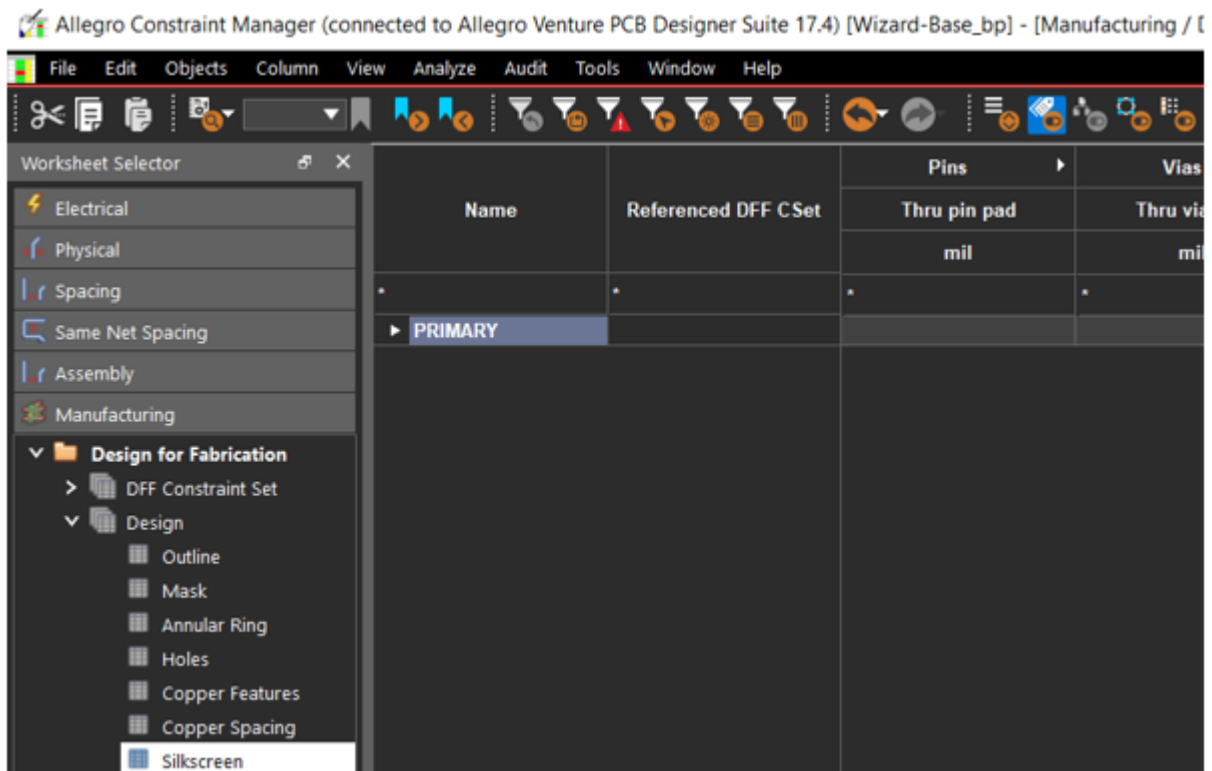 Allegro Constraint Manager (connected to Allegro Venture PCB Designer Suite 17.4) [Wizard-Base_bp] - [Manufacturing /
File Edit Objects Column View Analyze Audit Tools Window Help
Worksheet Selector
Electrical
Physical
Spacing
Same Net Spacing
Assembly
Manufacturing
Design for Fabrication
DFF Constraint Set
Design
Outline
Mask
Annular Ring
Holes
Copper Features
Copper Spacing
Silkscreen
Name Referenced DFF CSet
Pins Vias
Thru pin pad Thru via
mil mil
* * * *
PRIMARY